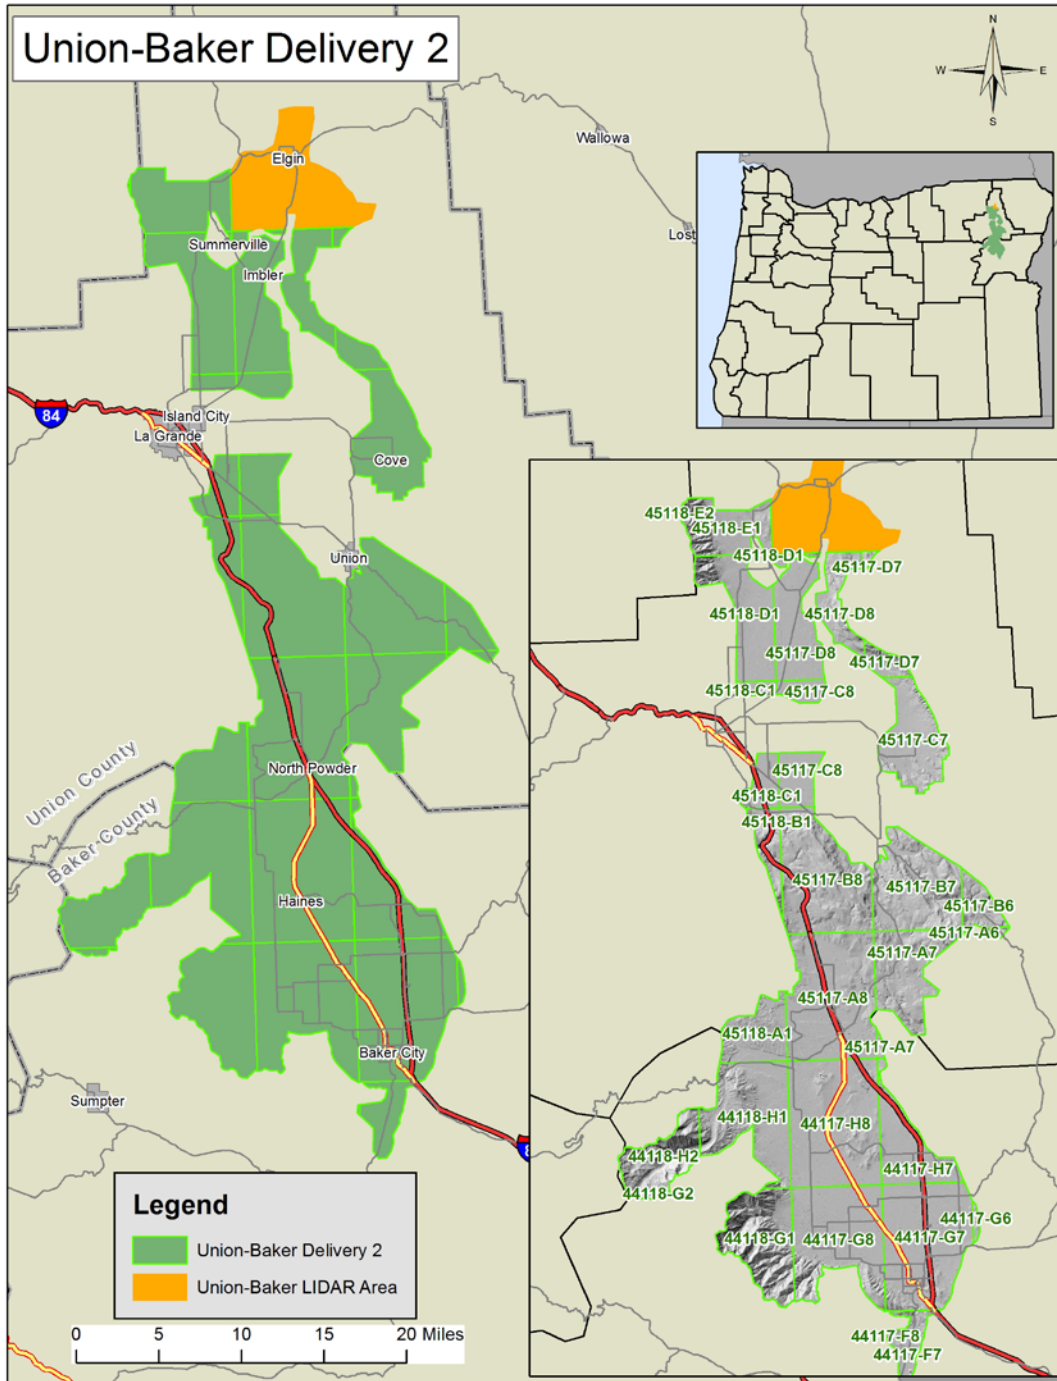 Union-Baker Delivery 2
N
W
E
S
Wallowa
Elgin
Lost
Summerville
Imbler
84
Island City
La Grande
Cove
Union
North Powder
Union County
Baker County
Haines
Baker City
Sumpter
45118-E2
45118-E1
45118-D1
45117-D7
45118-D1
45117-D8
45117-D8
45117-D7
45118-C1
45117-C8
45117-C7
45117-C8
45118-C1
45118-B1
45117-B8
45117-B7
45117-B6
45117-A6
45117-A7
45117-A8
45118-A1
45117-A7
44118-H1
44117-H8
44118-H2
44117-H7
44118-G2
44117-G6
44118-G1
44117-G8
44117-G7
44117-F8
44117-F7
Legend
Union-Baker Delivery 2
Union-Baker LIDAR Area
0 5 10 15 20 Miles